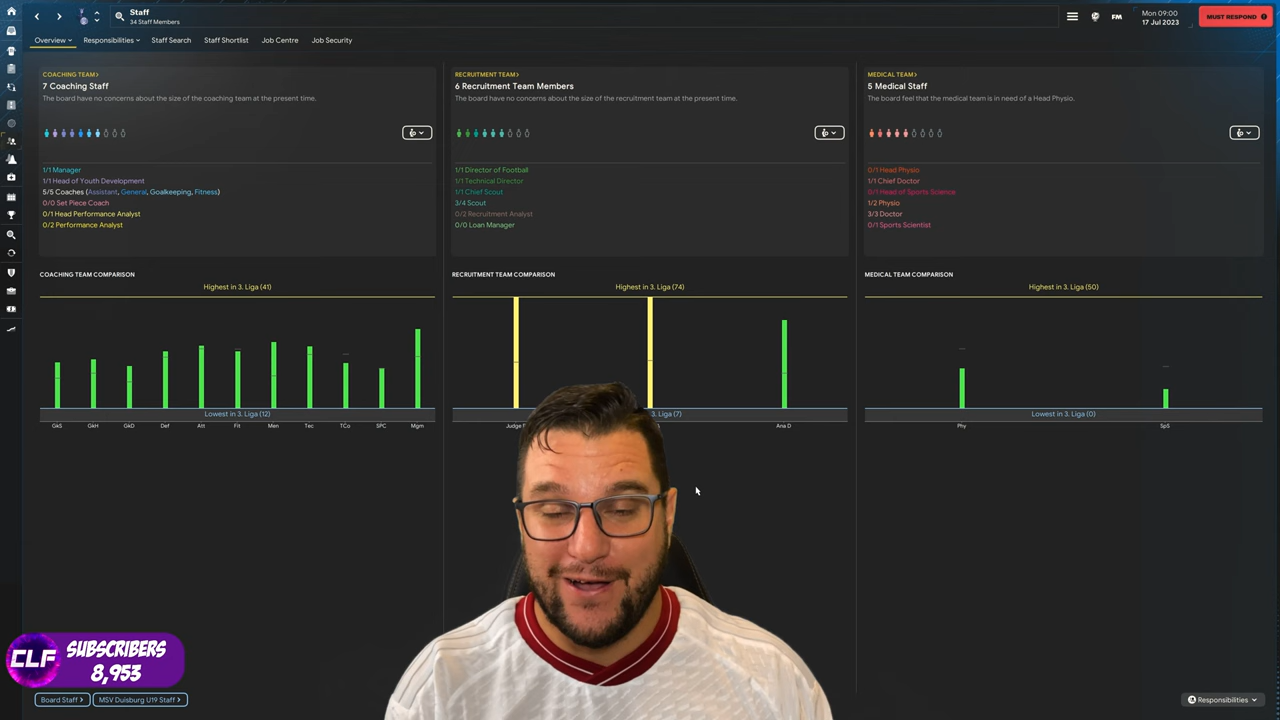 Staff
34 Staff Members
FM
Mon 09:00
17 Jul 2023
MUST RESPOND
Overview
Responsibilities
Staff Search
Staff Shortlist
Job Centre
Job Security
COACHING TEAM>
7 Coaching Staff
The board have no concerns about the size of the coaching team at the present time.
1/1 Manager
1/1 Head of Youth Development
5/5 Coaches (Assistant, General, Goalkeeping, Fitness)
0/0 Set Piece Coach
0/1 Head Performance Analyst
0/2 Performance Analyst
RECRUITMENT TEAM>
6 Recruitment Team Members
The board have no concerns about the size of the recruitment team at the present time.
1/1 Director of Football
1/1 Technical Director
1/1 Chief Scout
3/4 Scout
0/2 Recruitment Analyst
0/0 Loan Manager
MEDICAL TEAM>
5 Medical Staff
The board feel that the medical team is in need of a Head Physio.
0/1 Head Physio
1/1 Chief Doctor
0/1 Head of Sports Science
1/2 Physio
3/3 Doctor
0/1 Sports Scientist
COACHING TEAM COMPARISON
Highest in 3. Liga (41)
Lowest in 3. Liga (12)
GkS GkH GkD Def Att Fit Men Tec TCo SPC Mgm
RECRUITMENT TEAM COMPARISON
Highest in 3. Liga (74)
3. Liga (7)
Judge
Ana D
MEDICAL TEAM COMPARISON
Highest in 3. Liga (50)
Lowest in 3. Liga (0)
Phy SpS
CLF
SUBSCRIBERS
8,953
Board Staff >
MSV Duisburg U19 Staff >
Responsibilities